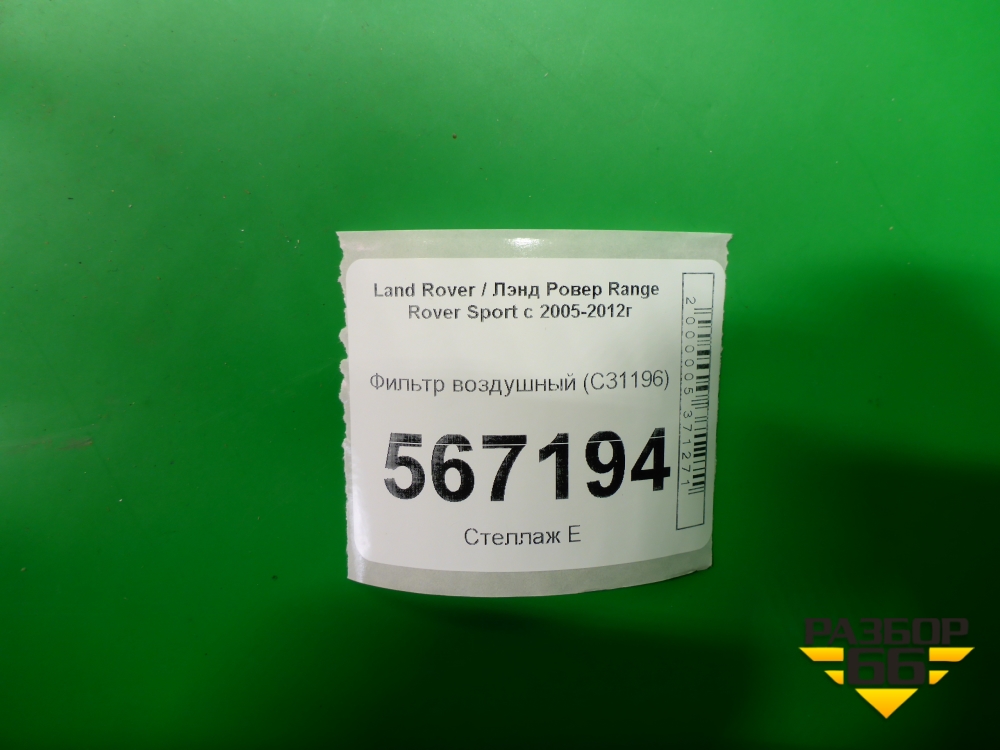 Land Rover / Лэнд Ровер Range
Rover Sport с 2005-2012г
Фильтр воздушный (C31196)
567194
Стеллаж Е
2000005371271
РАЗБОР
66